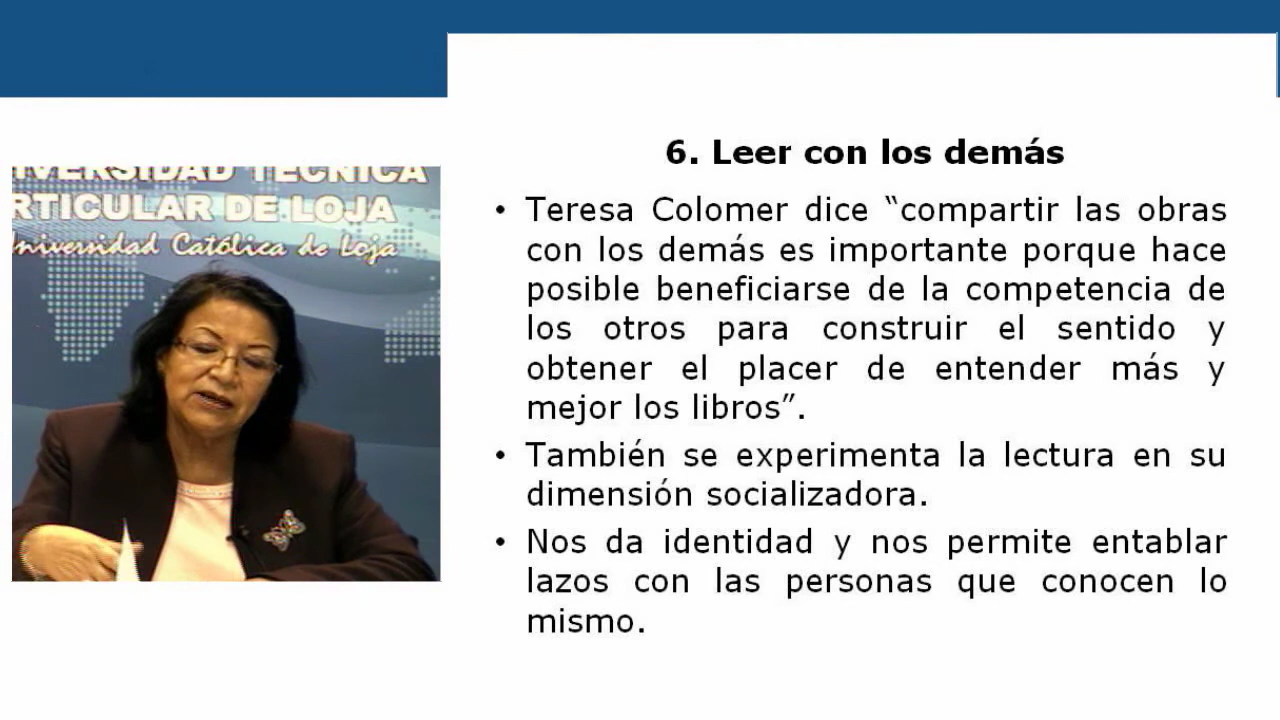 IVERSIDAD TÉCNICA
RTICULAR DE LOJA
Universidad Católica de Loja
6. Leer con los demás
• Teresa Colomer dice “compartir las obras
con los demás es importante porque hace
posible beneficiarse de la competencia de
los otros para construir el sentido y
obtener el placer de entender más y
mejor los libros”.
• También se experimenta la lectura en su
dimensión socializadora.
• Nos da identidad y nos permite entablar
lazos con las personas que conocen lo
mismo.